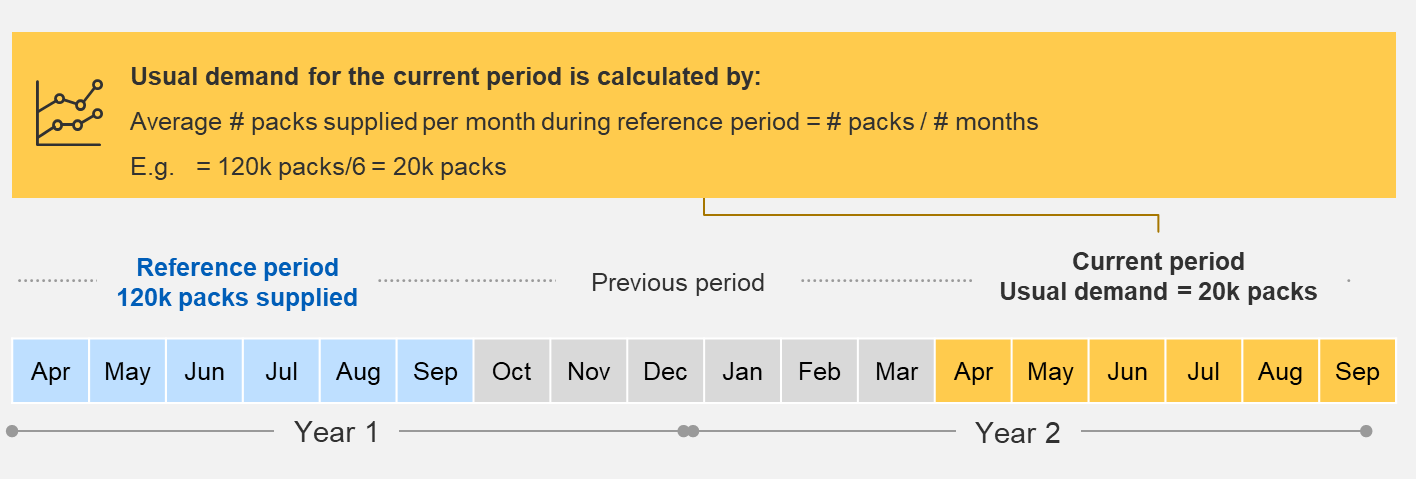 Usual demand for the current period is calculated by:
Average # packs supplied per month during reference period = # packs / # months
E.g. = 120k packs/6 = 20k packs
Reference period
120k packs supplied
Previous period
Current period
Usual demand = 20k packs
Apr May Jun Jul Aug Sep Oct Nov Dec Jan Feb Mar Apr May Jun Jul Aug Sep
Year 1 Year 2